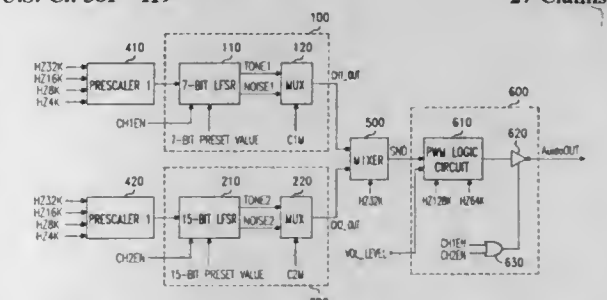 27 Claims
100
410
110
120
HZ32K
HZ16K
HZ8K
HZ4K
PRESCALER 1
7-BIT LFSR
TONE1
NOISE1
MUX
CH1_OUT
CH1EN
7-BIT PRESET VALUE
C1M
500
MIXER
SND
HZ32K
600
610
620
PWM LOGIC
CIRCUIT
AudioOUT
HZ128K
HZ64K
VOL_LEVEL
CH1EN
CH2EN
630
420
210
220
HZ32K
HZ16K
HZ8K
HZ4K
PRESCALER 1
15-BIT LFSR
TONE2
NOISE2
MUX
CH2_OUT
CH2EN
15-BIT PRESET VALUE
C2M